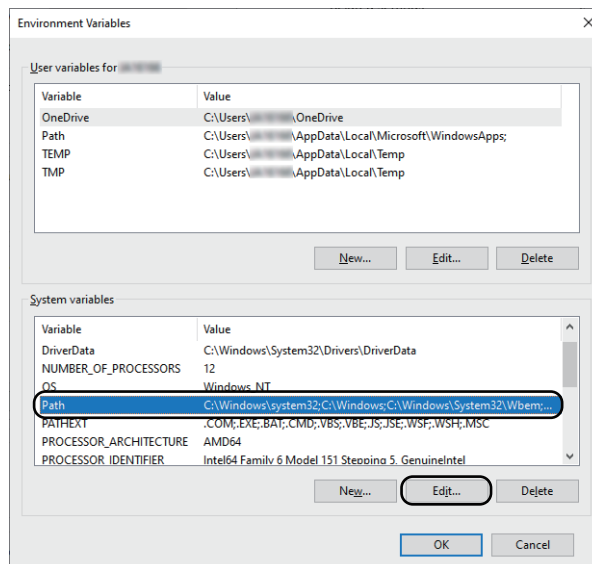 Environment Variables
User variables for
Variable Value
OneDrive C:\Users\ \OneDrive
Path C:\Users\ \AppData\Local\Microsoft\WindowsApps;
TEMP C:\Users\ \AppData\Local\Temp
TMP C:\Users\ \AppData\Local\Temp
New... Edit... Delete
System variables
Variable Value
DriverData C:\Windows\System32\Drivers\DriverData
NUMBER_OF_PROCESSORS 12
OS Windows_NT
Path C:\Windows\system32;C:\Windows;C:\Windows\System32\Wbem;...
PATHEXT .COM;.EXE;.BAT;.CMD;.VBS;.VBE;.JS;.JSE;.WSF;.WSH;.MSC
PROCESSOR_ARCHITECTURE AMD64
PROCESSOR_IDENTIFIER Intel64 Family 6 Model 151 Stepping 5, GenuineIntel
New... Edit... Delete
OK Cancel